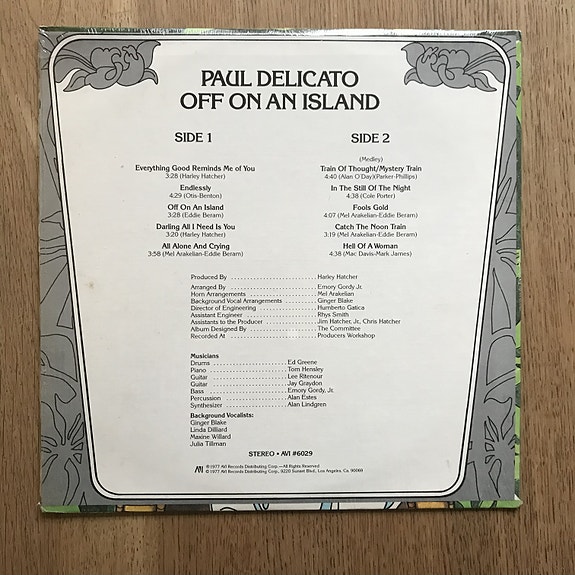 PAUL DELICATO
OFF ON AN ISLAND
SIDE 1
Everything Good Reminds Me of You
3:28 (Harley Hatcher)
Endlessly
4:29 (Otis-Benton)
Off On An Island
3:28 (Eddie Beram)
Darling All I Need Is You
3:20 (Harley Hatcher)
All Alone And Crying
3:58 (Mel Arakelian-Eddie Beram)
SIDE 2
(Medley)
Train Of Thought/Mystery Train
4:40 (Alan O'Day)(Parker-Phillips)
In The Still Of The Night
4:38 (Cole Porter)
Fools Gold
4:07 (Mel Arakelian-Eddie Beram)
Catch The Noon Train
3:19 (Mel Arakelian-Eddie Beram)
Hell Of A Woman
4:38 (Mac Davis-Mark James)
Produced By .......................... Harley Hatcher
Arranged By .......................... Emory Gordy Jr.
Horn Arrangements .................... Mel Arakelian
Background Vocal Arrangements ........ Ginger Blake
Director of Engineering .............. Humberto Gatica
Assistant Engineer ................... Rhys Smith
Assistants to the Producer ........... Jim Hatcher, Jr., Chris Hatcher
Album Designed By .................... The Committee
Recorded At .......................... Producers Workshop
Musicians
Drums .................... Ed Greene
Piano .................... Tom Hensley
Guitar ................... Lee Ritenour
Guitar ................... Jay Graydon
Bass ..................... Emory Gordy, Jr.
Percussion ............... Alan Estes
Synthesizer .............. Alan Lindgren
Background Vocalists:
Ginger Blake
Linda Dilliard
Maxine Willard
Julia Tillman
STEREO • AVI #6029
AVI
©1977 AVI Records Distributing Corp.—All Rights Reserved
℗1977 AVI Records Distributing Corp., 9220 Sunset Blvd., Los Angeles, Ca. 90069